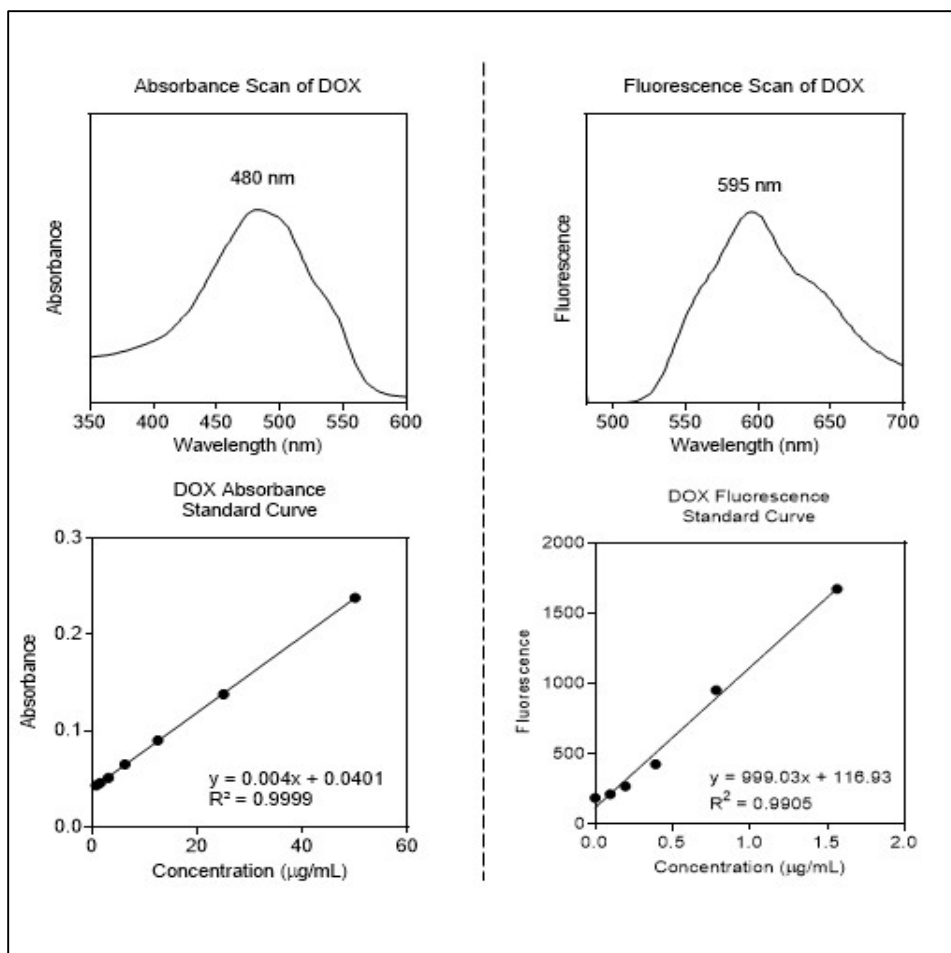 Absorbance Scan of DOX
480 nm
Absorbance
350 400 450 500 550 600
Wavelength (nm)
Fluorescence Scan of DOX
595 nm
Fluorescence
500 550 600 650 700
Wavelength (nm)
DOX Absorbance
Standard Curve
0.3
0.2
0.1
0.0
Absorbance
y = 0.004x + 0.0401
R² = 0.9999
0 20 40 60
Concentration (μg/mL)
DOX Fluorescence
Standard Curve
2000
1500
1000
500
0
Fluorescence
y = 999.03x + 116.93
R² = 0.9905
0.0 0.5 1.0 1.5 2.0
Concentration (μg/mL)